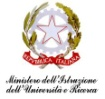 Ministero dell'Istruzione
dell'Università e Ricerca